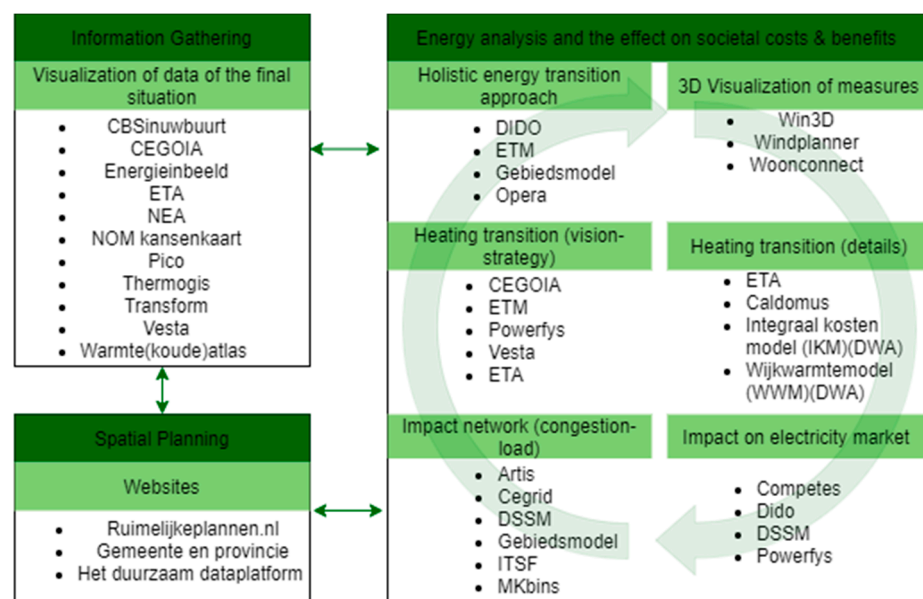 Information Gathering
Visualization of data of the final
situation
CBSinuwbuurt
CEGOIA
Energieinbeeld
ETA
NEA
NOM kansenkaart
Pico
Thermogis
Transform
Vesta
Warmte(koude)atlas
Spatial Planning
Websites
Ruimelijkeplannen.nl
Gemeente en provincie
Het duurzaam dataplatform
Energy analysis and the effect on societal costs & benefits
Holistic energy transition
approach
DIDO
ETM
Gebiedsmodel
Opera
3D Visualization of measures
Win3D
Windplanner
Woonconnect
Heating transition (vision-
strategy)
CEGOIA
ETM
Powerfys
Vesta
ETA
Heating transition (details)
ETA
Caldomus
Integraal kosten
model (IKM)(DWA)
Wijkwarmtemodel
(WWM)(DWA)
Impact network (congestion-
load)
Artis
Cegrid
DSSM
Gebiedsmodel
ITSF
MKbins
Impact on electricity market
Competes
Dido
DSSM
Powerfys